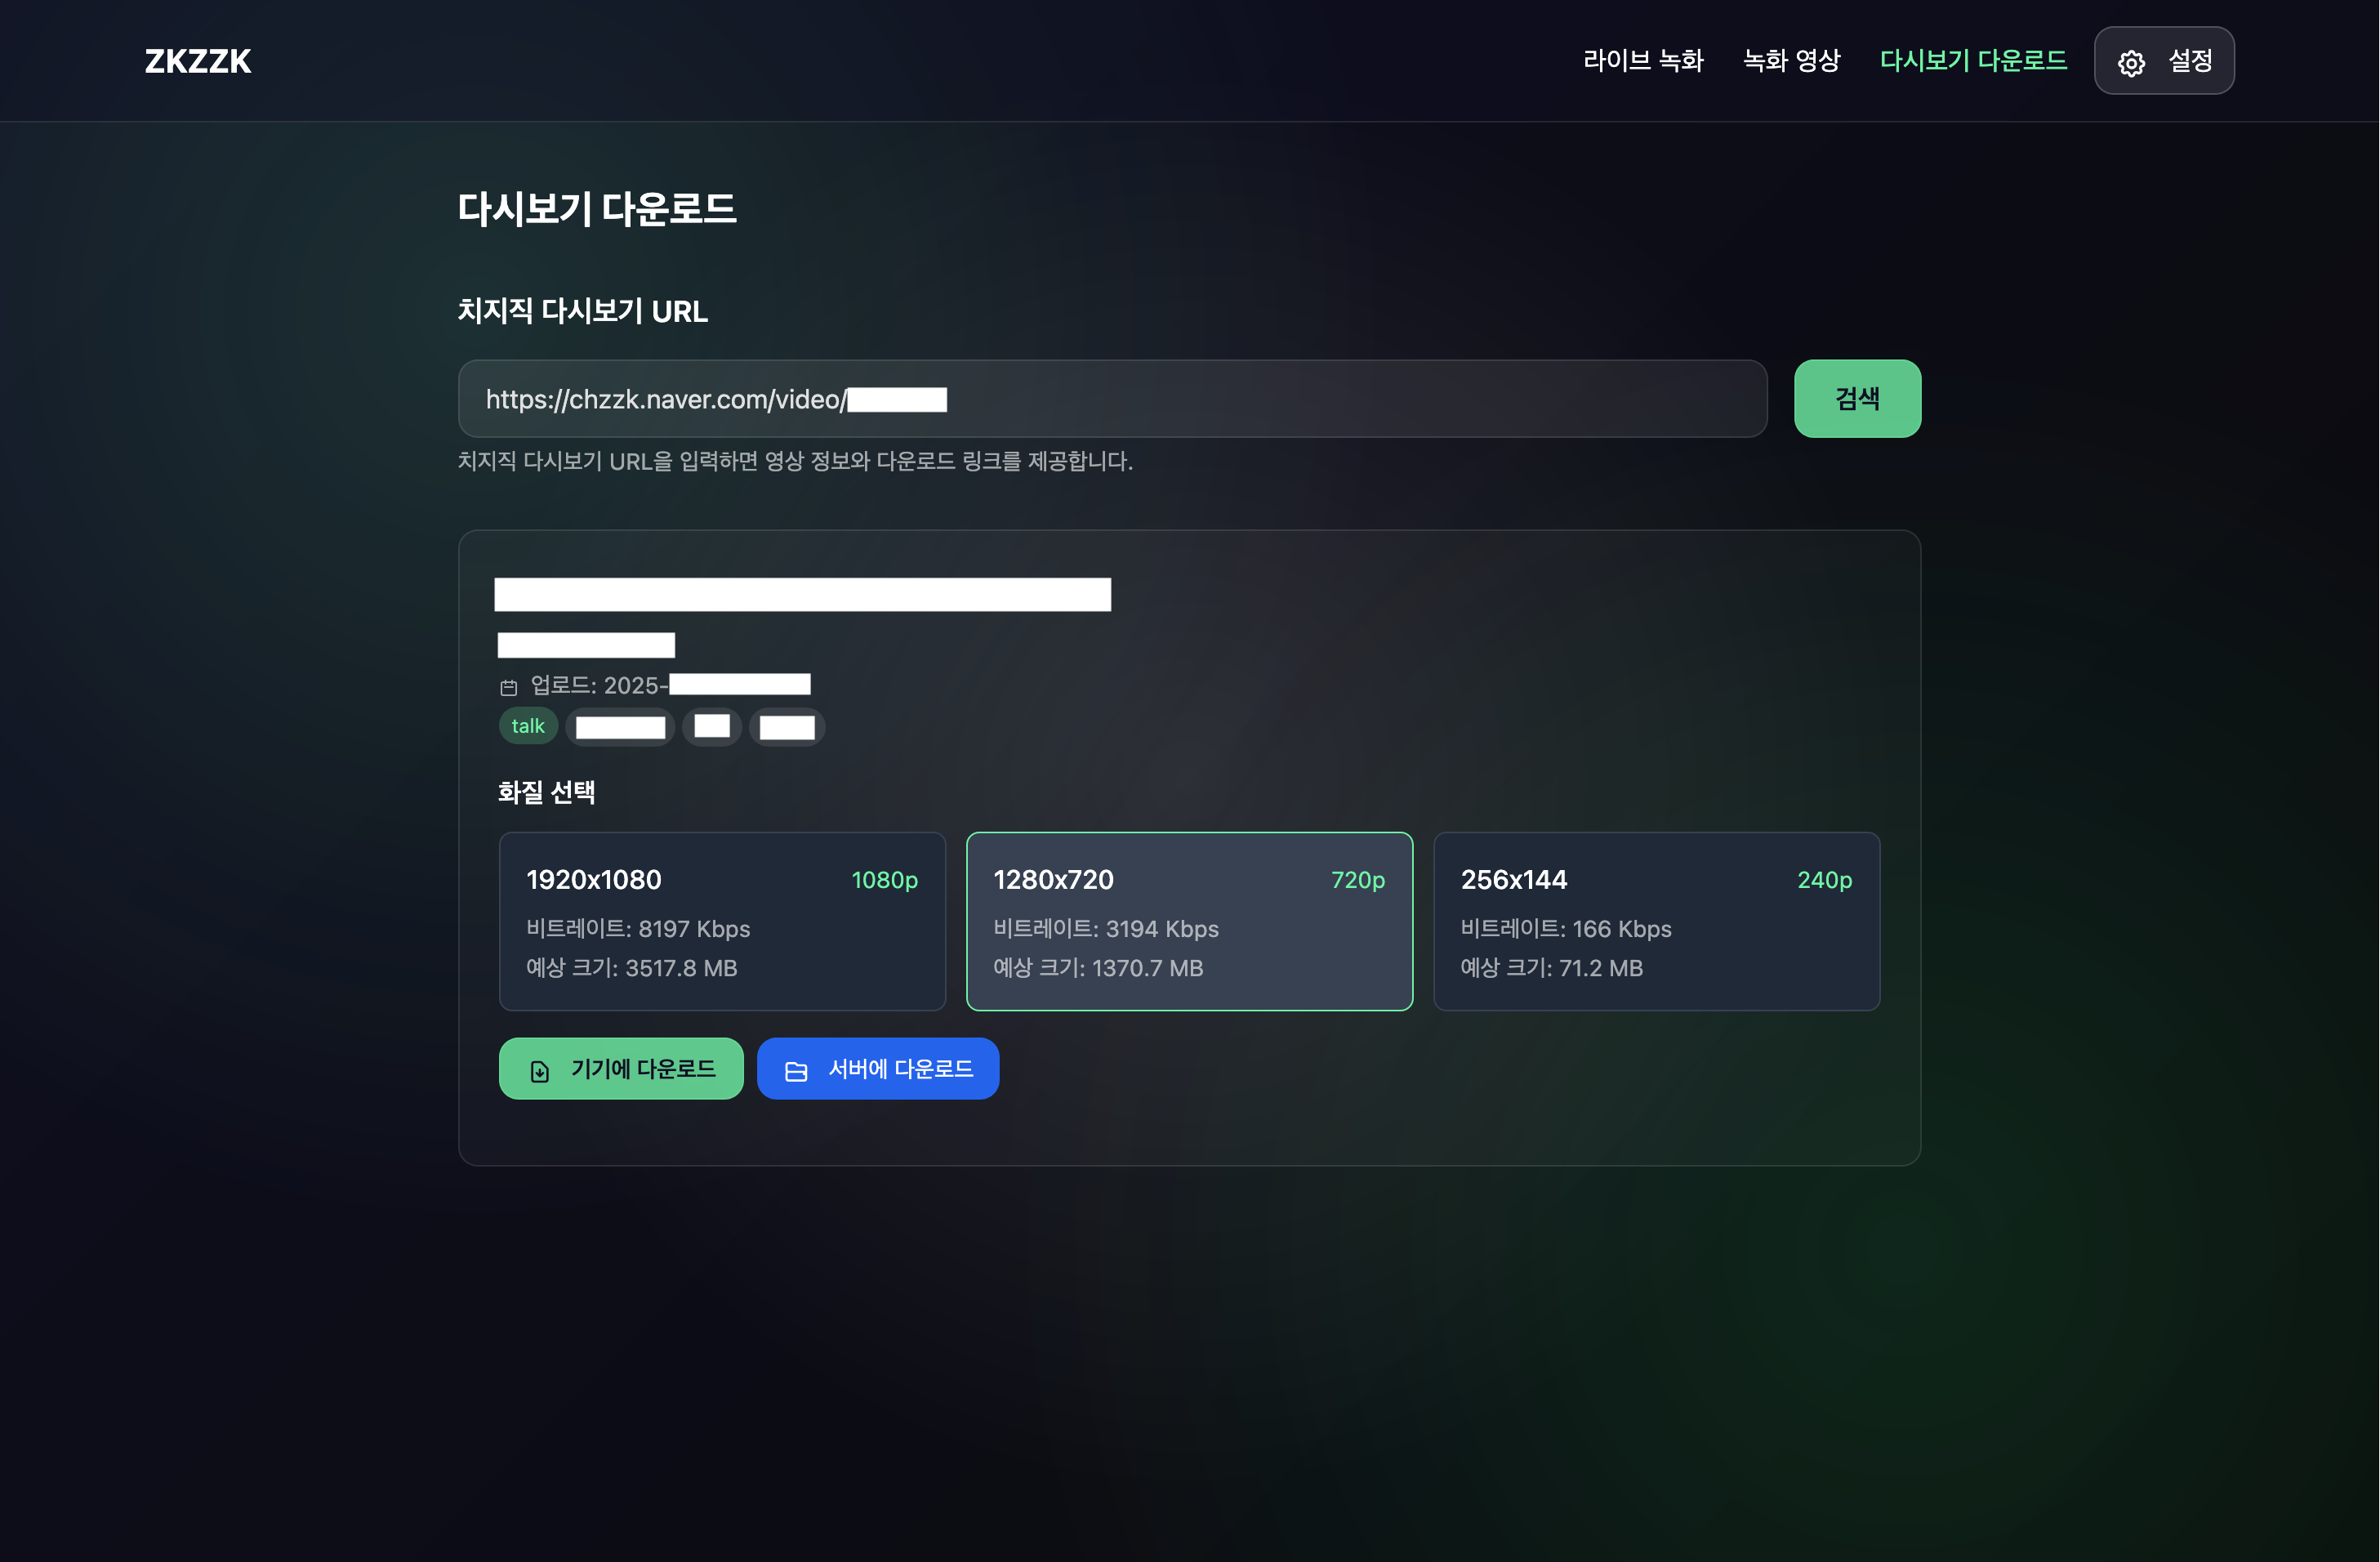 ZKZZK
라이브 녹화
녹화 영상
다시보기 다운로드
설정
다시보기 다운로드
치지직 다시보기 URL
https://chzzk.naver.com/video/
검색
치지직 다시보기 URL을 입력하면 영상 정보와 다운로드 링크를 제공합니다.
업로드: 2025-
talk
화질 선택
1920x1080 1080p
비트레이트: 8197 Kbps
예상 크기: 3517.8 MB
1280x720 720p
비트레이트: 3194 Kbps
예상 크기: 1370.7 MB
256x144 240p
비트레이트: 166 Kbps
예상 크기: 71.2 MB
기기에 다운로드
서버에 다운로드